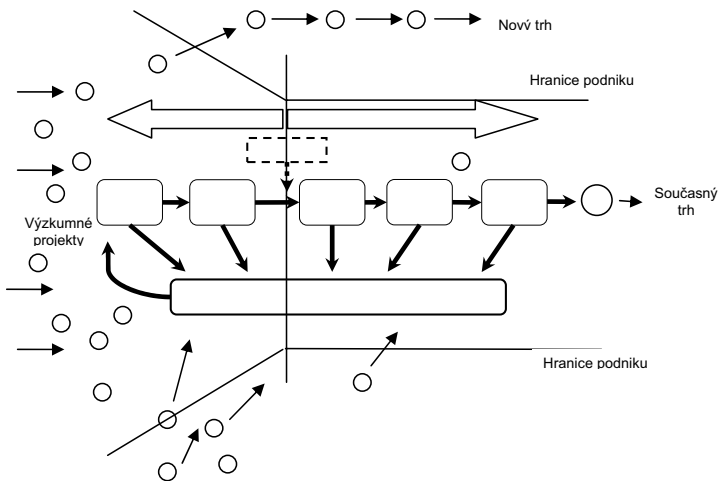 Nový trh
Hranice podniku
Současný
trh
Výzkumné
projekty
Hranice podniku